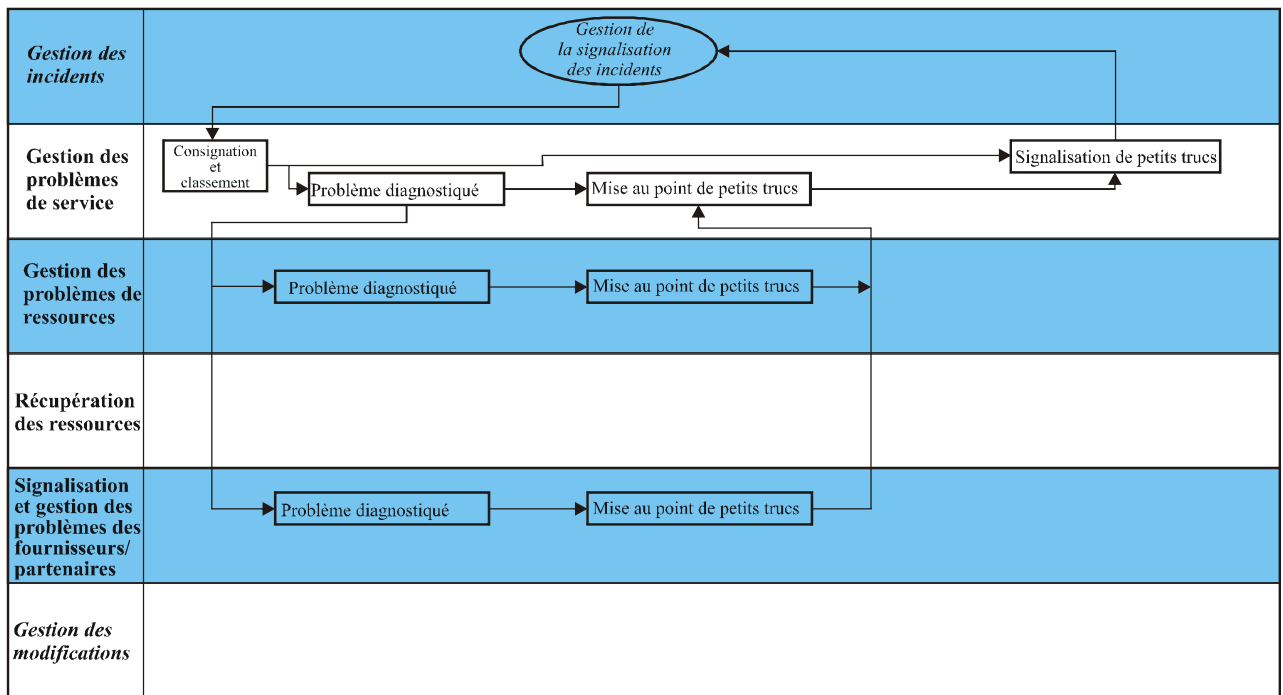 Gestion des
incidents
Gestion de
la signalisation
des incidents
Gestion des
problèmes
de service
Consignation
et
classement
Problème diagnostiqué
Mise au point de petits trucs
Signalisation de petits trucs
Gestion des
problèmes de
ressources
Problème diagnostiqué
Mise au point de petits trucs
Récupération
des ressources
Signalisation
et gestion des
problèmes des
fournisseurs/
partenaires
Problème diagnostiqué
Mise au point de petits trucs
Gestion des
modifications